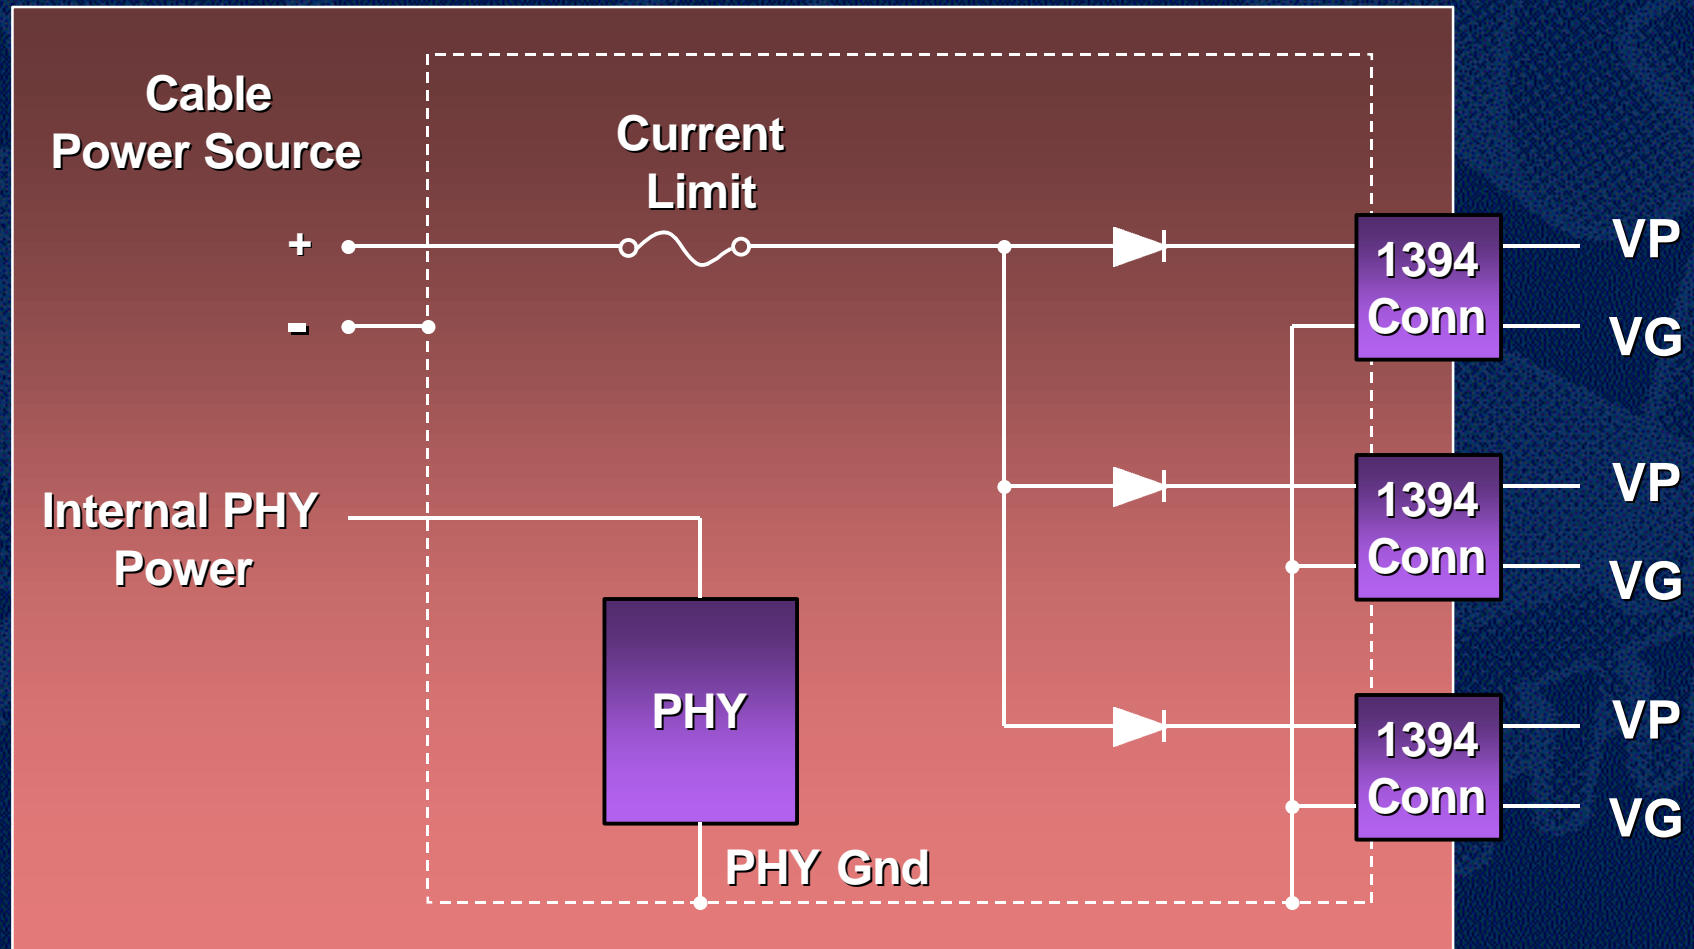 Cable
Power Source
Current
Limit
+
-
1394
Conn
VP
VG
Internal PHY
Power
1394
Conn
VP
VG
PHY
1394
Conn
VP
VG
PHY Gnd